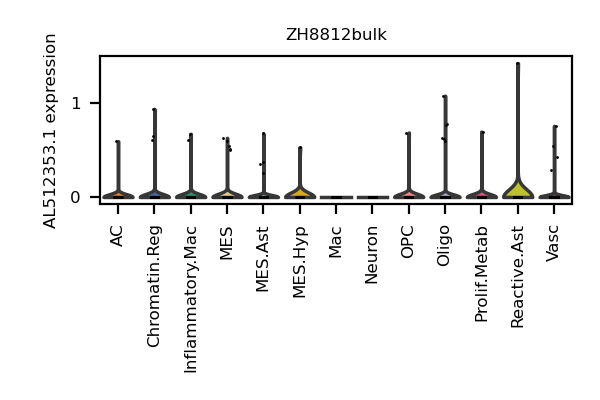 ZH8812bulk
AL512353.1 expression
1
0
AC
Chromatin.Reg
Inflammatory.Mac
MES
MES.Ast
MES.Hyp
Mac
Neuron
OPC
Oligo
Prolif.Metab
Reactive.Ast
Vasc